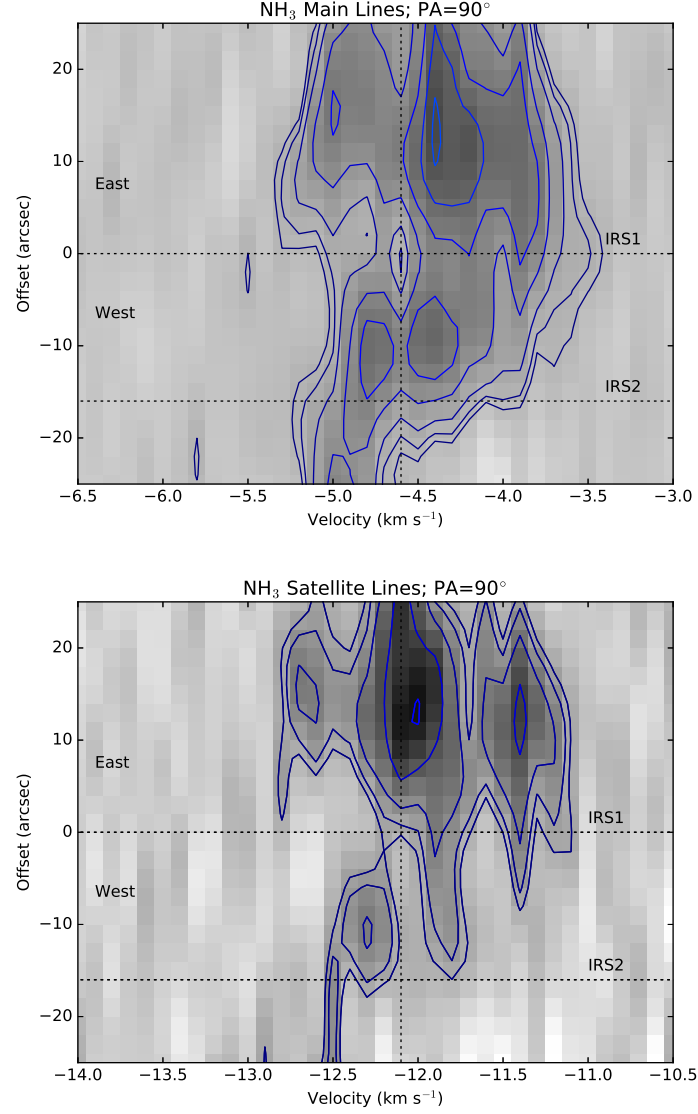 NH₃ Main Lines; PA=90°
20
10
0
−10
−20
Offset (arcsec)
East
West
IRS1
IRS2
−6.5 −6.0 −5.5 −5.0 −4.5 −4.0 −3.5 −3.0
Velocity (km s⁻¹)
NH₃ Satellite Lines; PA=90°
20
10
0
−10
−20
Offset (arcsec)
East
West
IRS1
IRS2
−14.0 −13.5 −13.0 −12.5 −12.0 −11.5 −11.0 −10.5
Velocity (km s⁻¹)